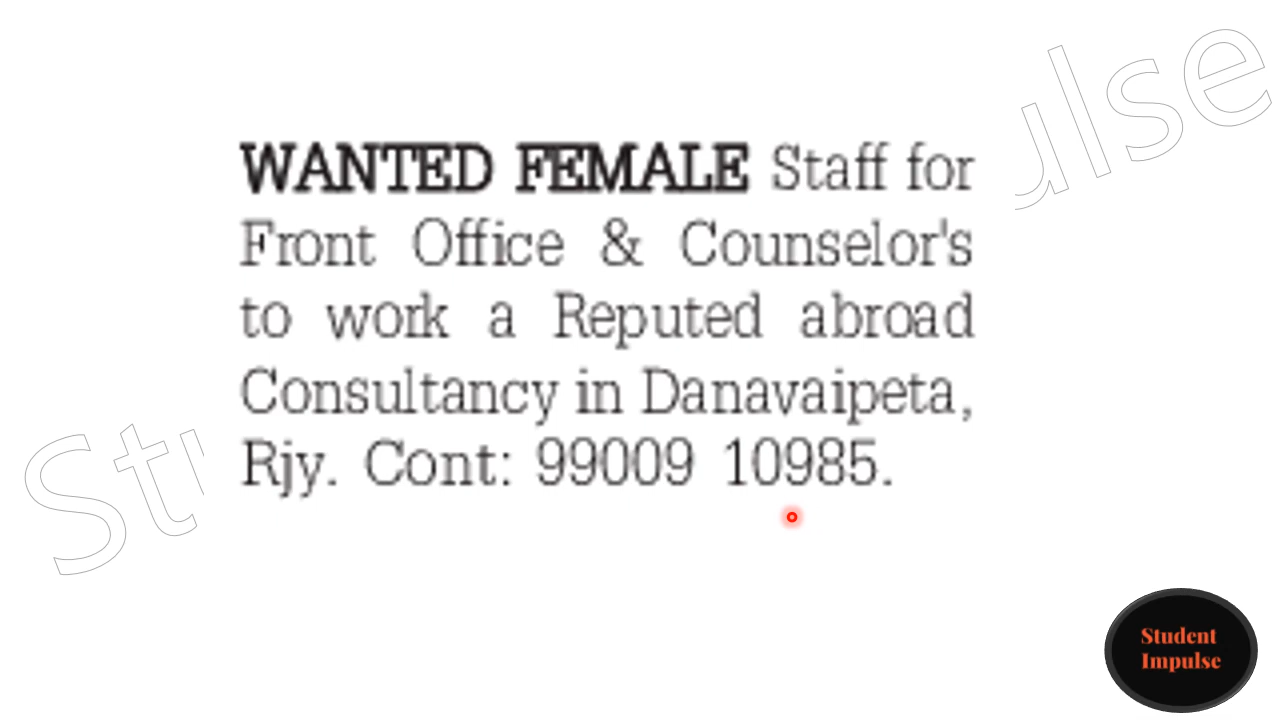 WANTED FEMALE Staff for
Front Office & Counselor's
to work a Reputed abroad
Consultancy in Danavaipeta,
Rjy. Cont: 99009 10985.
Student
Impulse